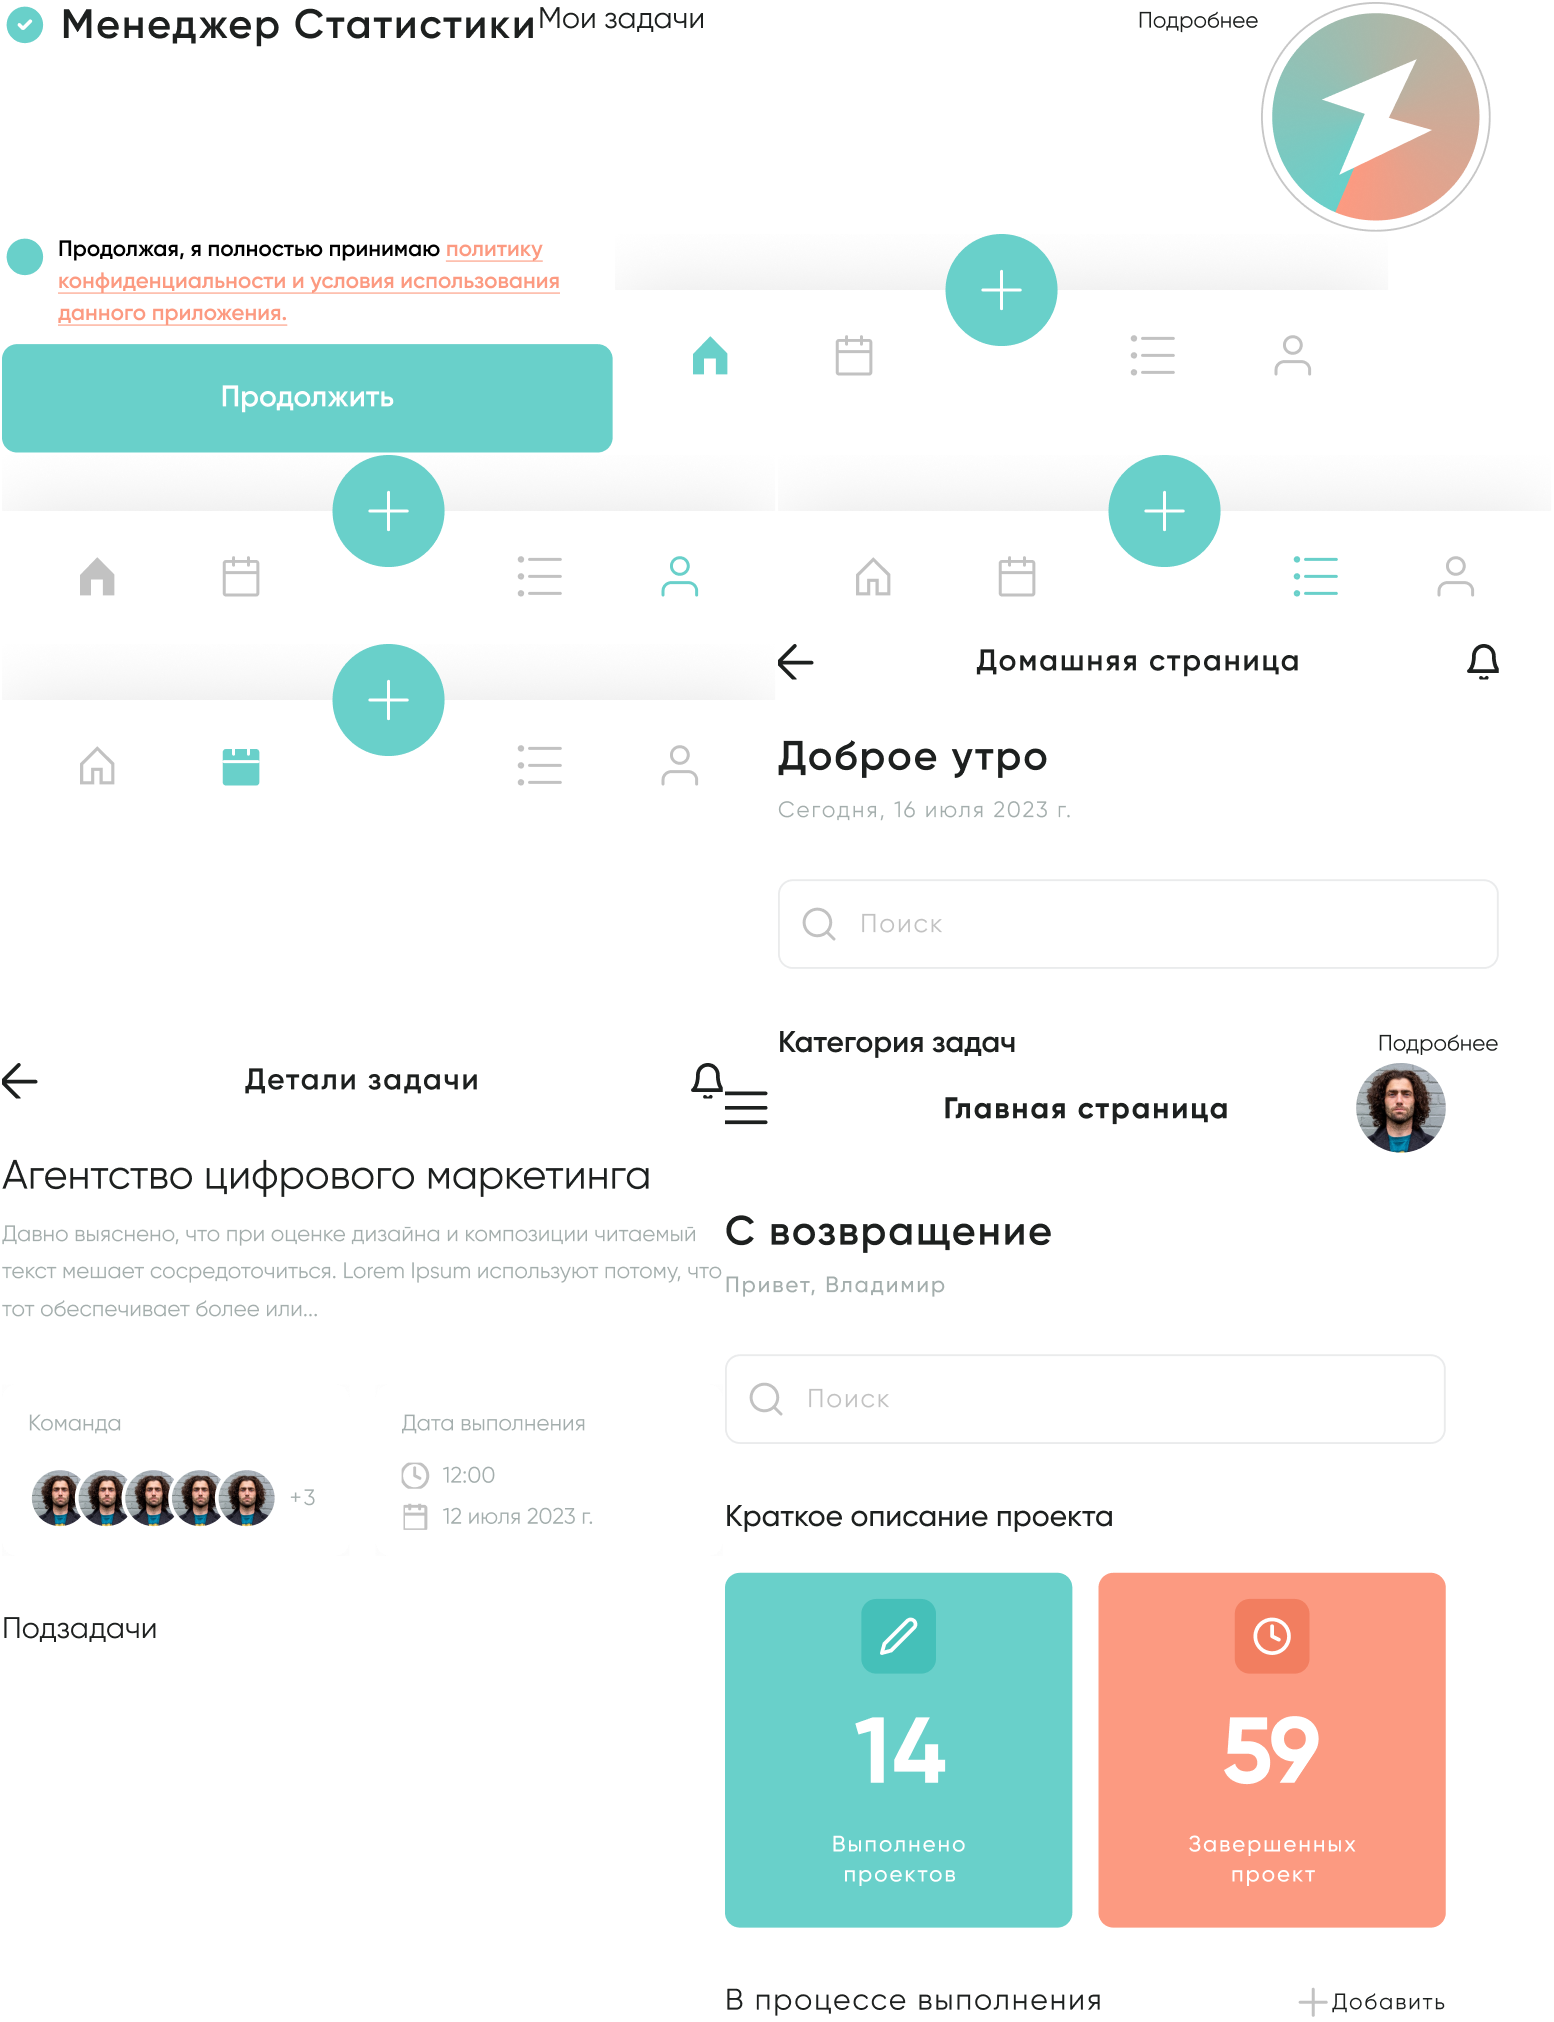 Менеджер Статистики
Мои задачи
Подробнее
Продолжая, я полностью принимаю политику
конфиденциальности и условия использования
данного приложения.
Продолжить
Домашняя страница
Доброе утро
Сегодня, 16 июля 2023 г.
Поиск
Категория задач
Подробнее
Детали задачи
Агентство цифрового маркетинга
Давно выяснено, что при оценке дизайна и композиции читаемый
текст мешает сосредоточиться. Lorem Ipsum используют потому, что
тот обеспечивает более или...
Команда
+3
Дата выполнения
12:00
12 июля 2023 г.
Подзадачи
Главная страница
С возвращение
Привет, Владимир
Поиск
Краткое описание проекта
14
Выполнено
проектов
59
Завершенных
проект
В процессе выполнения
Добавить